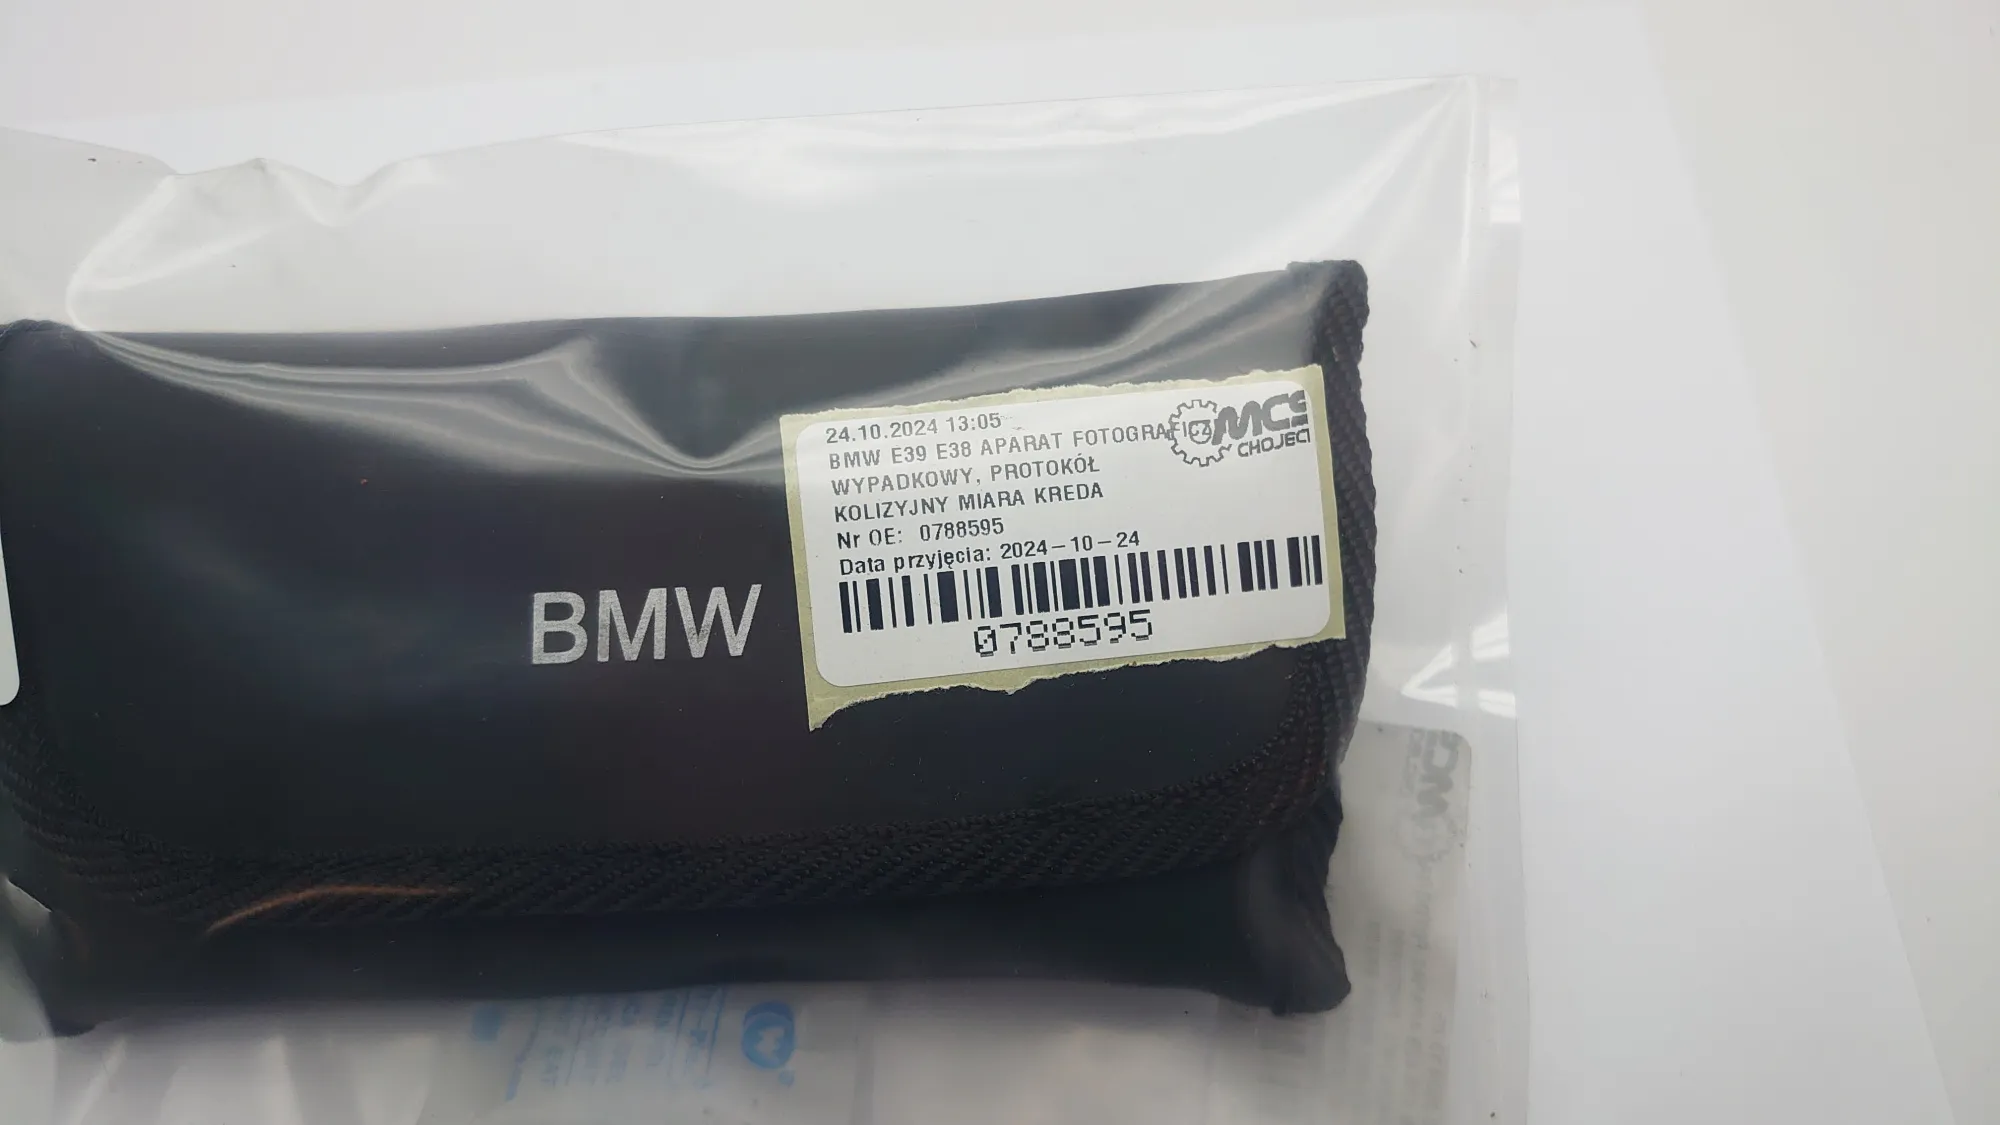 24.10.2024 13:05
BMW E39 E38 APARAT FOTOGRAFICZ
WYPADKOWY, PROTOKÓŁ
KOLIZYJNY MIARA KREDA
Nr OE: 0788595
Data przyjęcia: 2024-10-24
0788595
MCS
CHOJECI
BMW